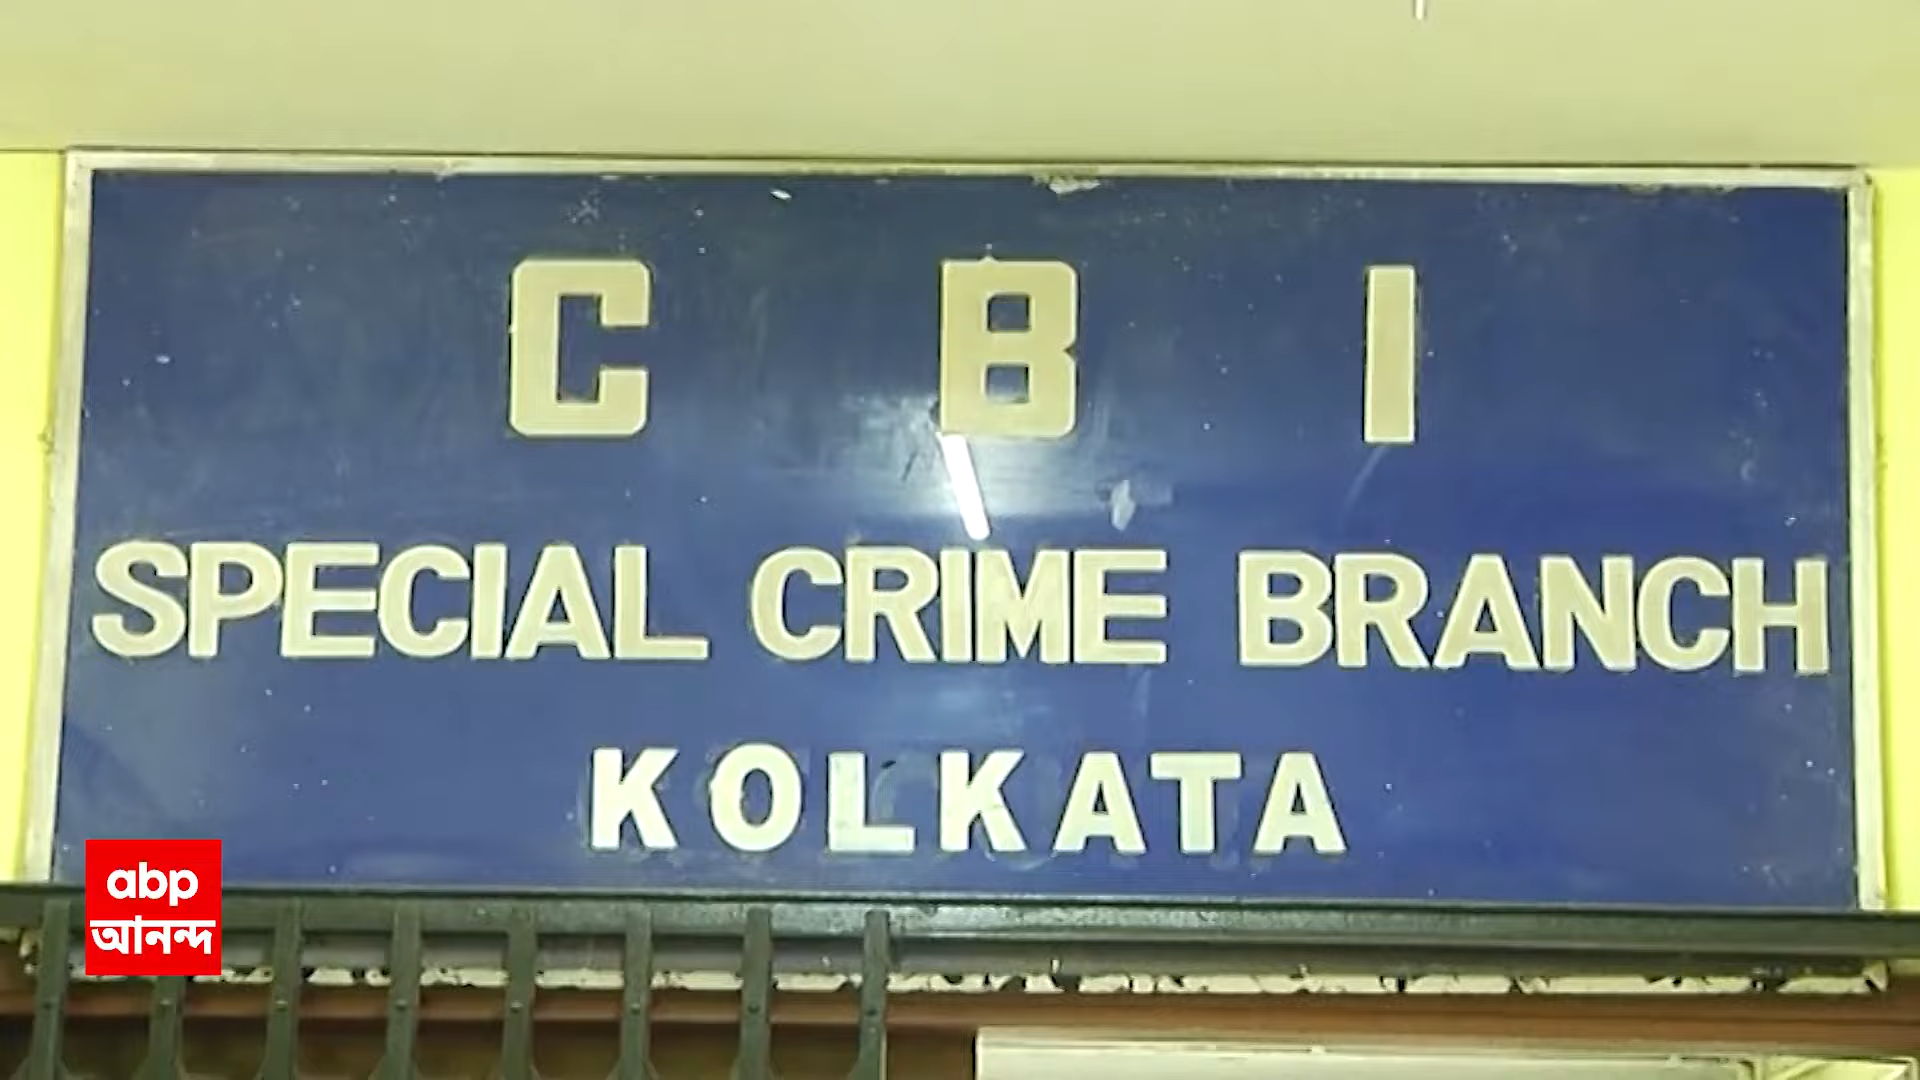 C B I
SPECIAL CRIME BRANCH
KOLKATA
abp
আনন্দ